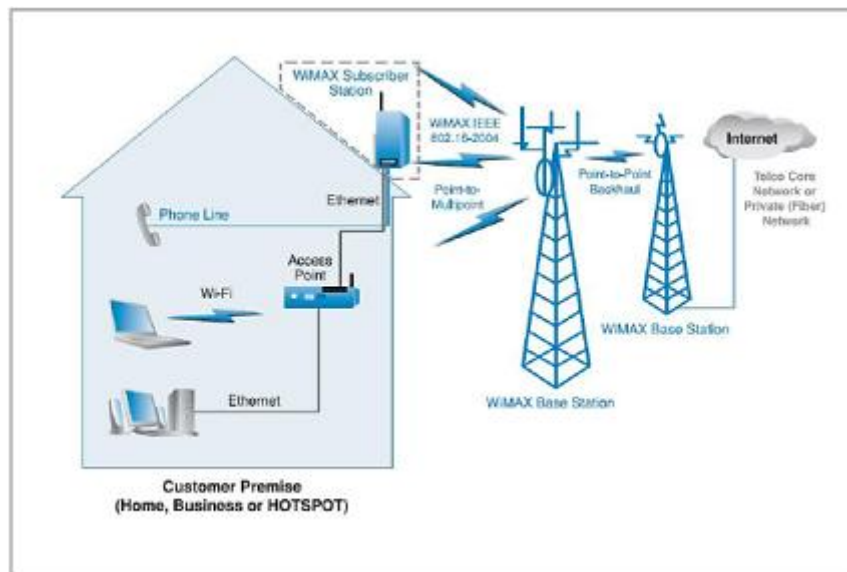 WiMAX Subscriber
Station
WiMAX IEEE
802.16-2004
Point-to-
Multipoint
Point-to-Point
Backhaul
Internet
Telco Core
Network or
Private (Fiber)
Network
Ethernet
Phone Line
Access
Point
Wi-Fi
WiMAX Base Station
WiMAX Base Station
Ethernet
Customer Premise
(Home, Business or HOTSPOT)